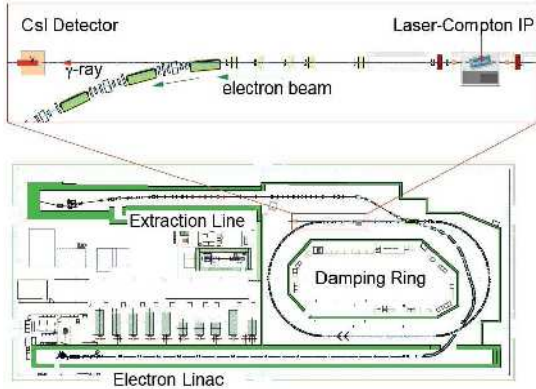 CsI Detector
Laser-Compton IP
γ-ray
electron beam
Extraction Line
Damping Ring
Electron Linac